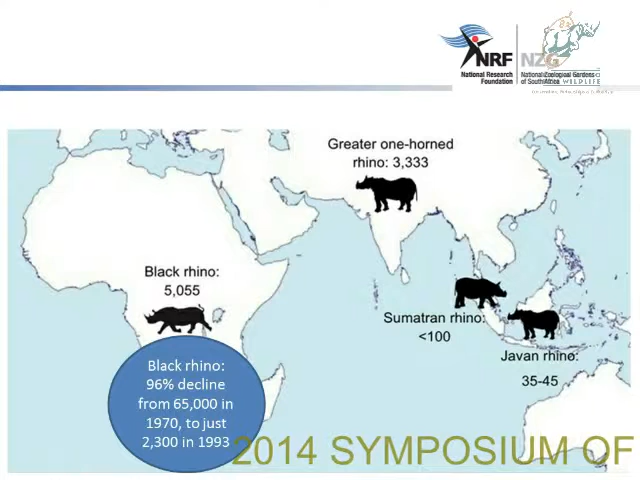 NRF
NZG
National Research
Foundation
National Zoological Gardens
of South Africa
WILDLIFE
Greater one-horned
rhino: 3,333
Black rhino:
5,055
Sumatran rhino:
<100
Javan rhino:
35-45
Black rhino:
96% decline
from 65,000 in
1970, to just
2,300 in 1993
2014 SYMPOSIUM OF